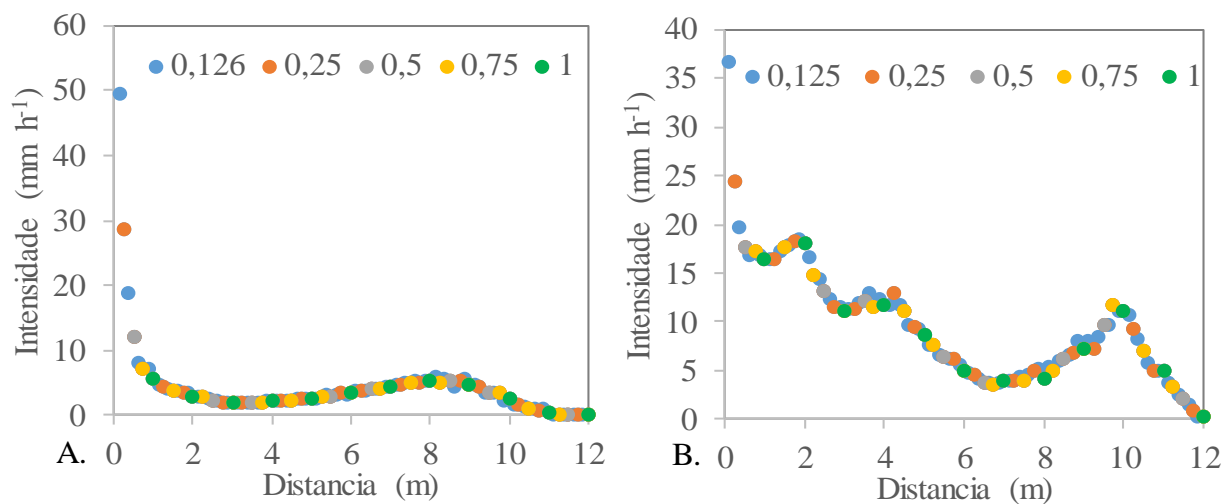 60
50
40
30
20
10
0
Intensidade (mm h-1)
0,126 0,25 0,5 0,75 1
0 2 4 6 8 10 12
Distancia (m)
A.
40
35
30
25
20
15
10
5
0
Intensidade (mm h-1)
0,125 0,25 0,5 0,75 1
0 2 4 6 8 10 12
Distancia (m)
B.